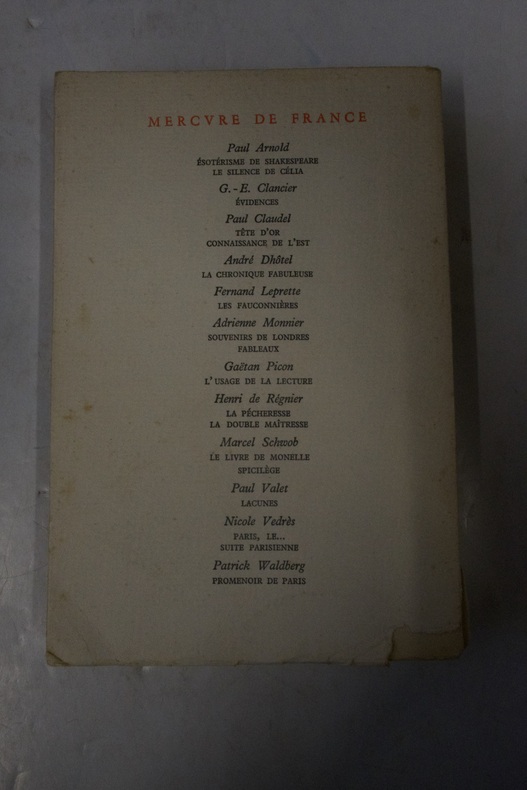 MERCVRE DE FRANCE
Paul Arnold
ÉSOTÉRISME DE SHAKESPEARE
LE SILENCE DE CÉLIA
G.-E. Clancier
ÉVIDENCES
Paul Claudel
TÊTE D'OR
CONNAISSANCE DE L'EST
André Dhôtel
LA CHRONIQUE FABULEUSE
Fernand Leprette
LES FAUCONNIÈRES
Adrienne Monnier
SOUVENIRS DE LONDRES
FABLEAUX
Gaëtan Picon
L'USAGE DE LA LECTURE
Henri de Régnier
LA PÉCHERESSE
LA DOUBLE MAÎTRESSE
Marcel Schwob
LE LIVRE DE MONELLE
SPICILÈGE
Paul Valet
LACUNES
Nicole Vedrès
PARIS, LE...
SUITE PARISIENNE
Patrick Waldberg
PROMENOIR DE PARIS